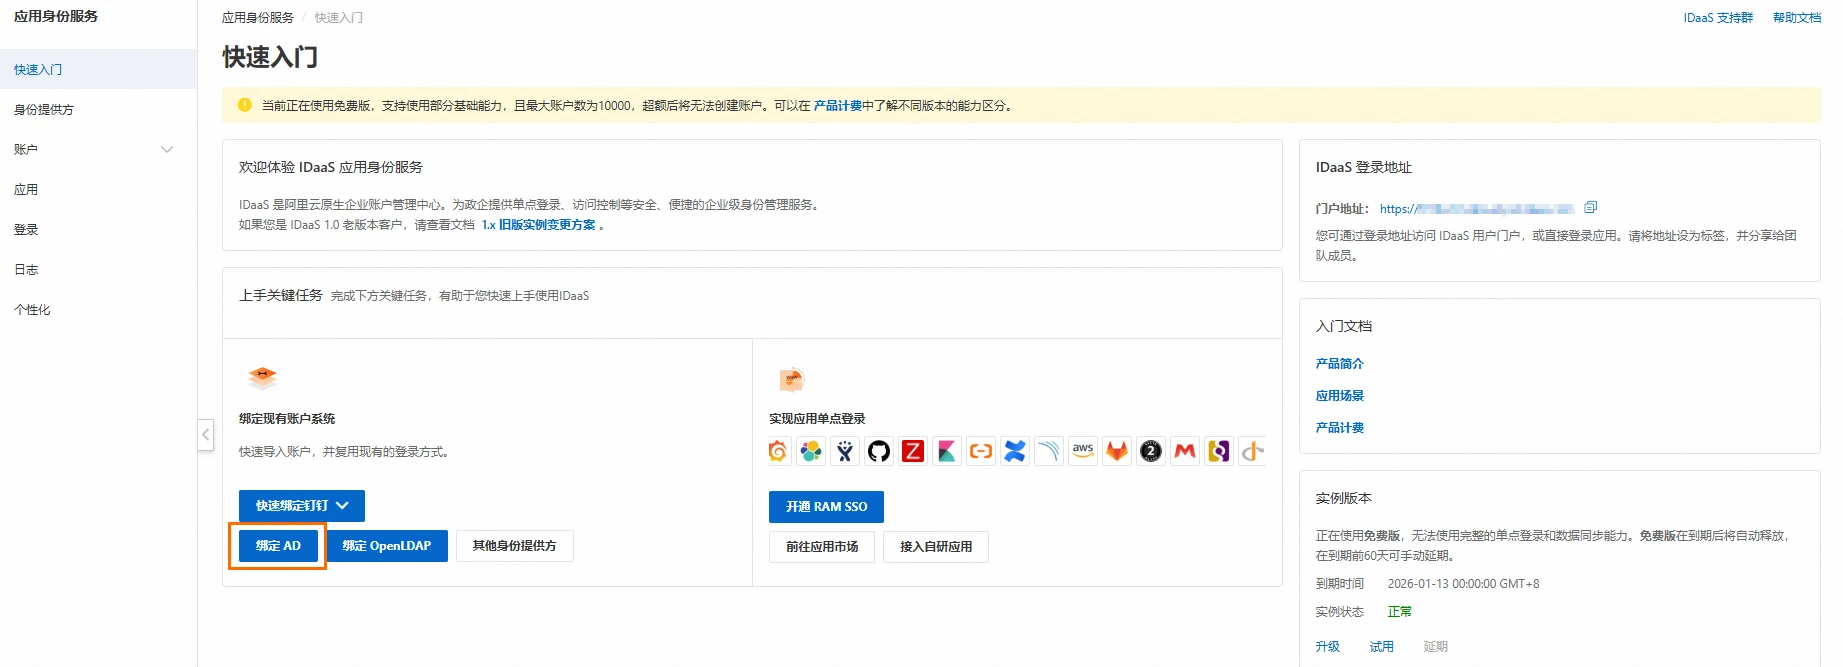 应用身份服务
快速入门
身份提供方
账户
应用
登录
日志
个性化
应用身份服务 / 快速入门
IDaaS 支持群 帮助文档
快速入门
当前正在使用免费版，支持使用部分基础能力，且最大账户数为10000，超额后将无法创建账户。可以在 产品计费中了解不同版本的能力区分。
欢迎体验 IDaaS 应用身份服务
IDaaS 是阿里云原生企业账户管理中心。为政企提供单点登录、访问控制等安全、便捷的企业级身份管理服务。
如果您是 IDaaS 1.0 老版本客户，请查看文档 1.x 旧版实例变更方案 。
上手关键任务 完成下方关键任务，有助于您快速上手使用IDaaS
绑定现有账户系统
快速导入账户，并复用现有的登录方式。
快速绑定钉钉
绑定 AD
绑定 OpenLDAP
其他身份提供方
实现应用单点登录
Z
aws
2
开通 RAM SSO
前往应用市场
接入自研应用
IDaaS 登录地址
门户地址： https://
您可通过登录地址访问 IDaaS 用户门户，或直接登录应用。请将地址设为标签，并分享给团
队成员。
入门文档
产品简介
应用场景
产品计费
实例版本
正在使用免费版，无法使用完整的单点登录和数据同步能力。免费版在到期后将自动释放，
在到期前60天可手动延期。
到期时间 2026-01-13 00:00:00 GMT+8
实例状态 正常
升级 试用 延期